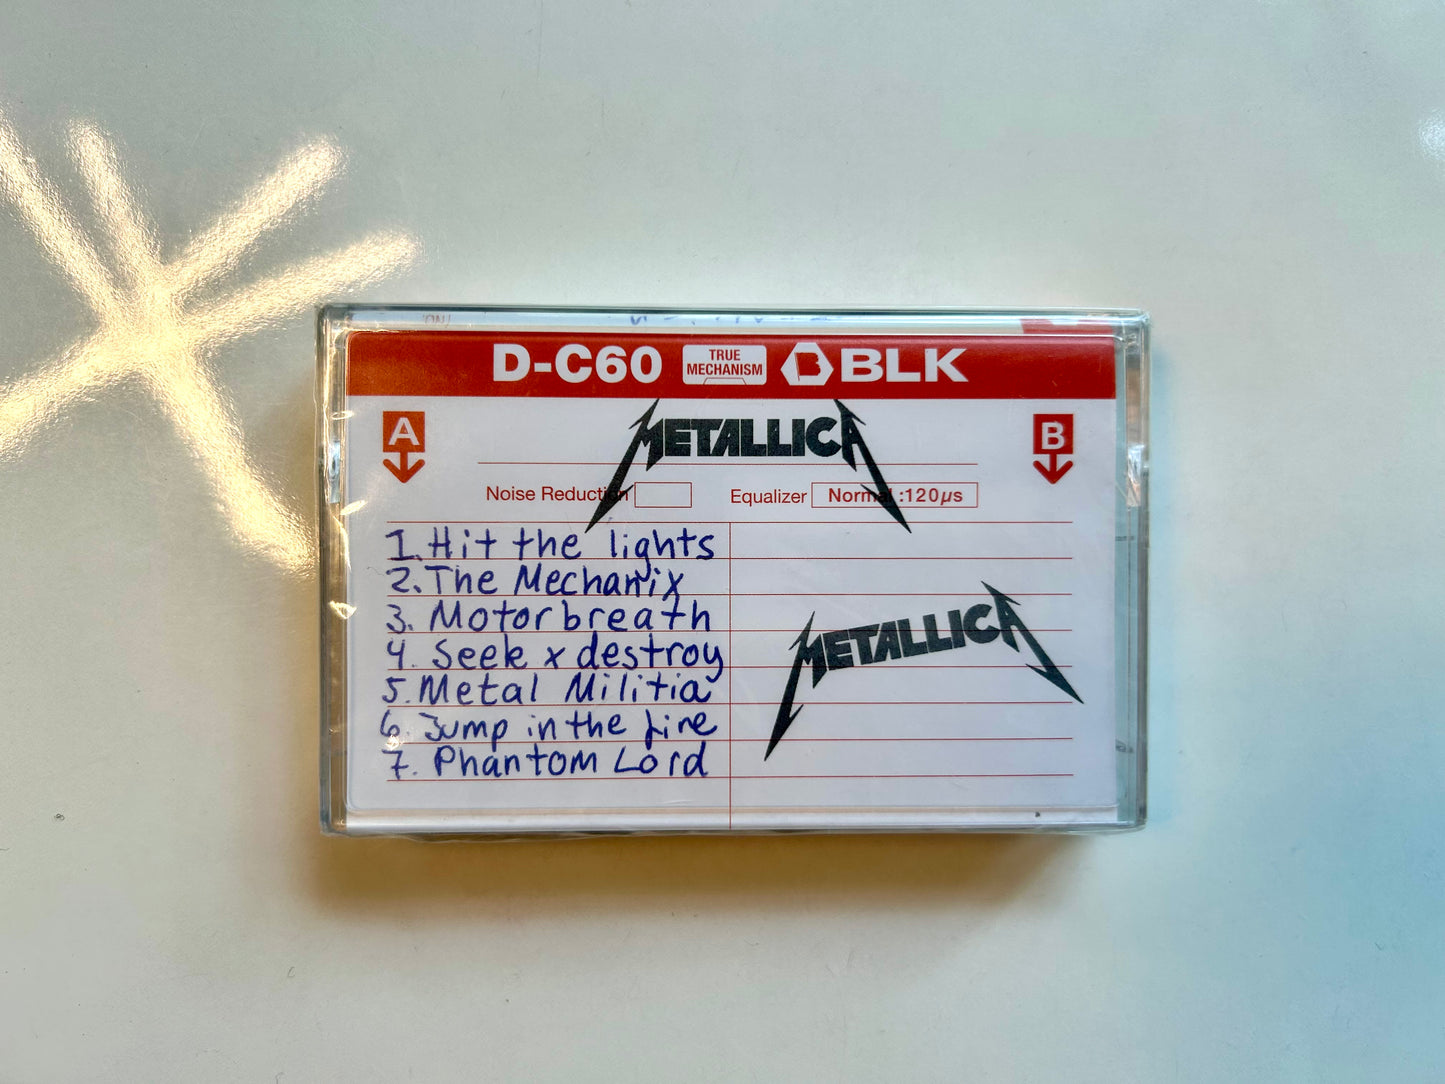 D-C60 TRUE MECHANISM BLK
A METALLICA B
Noise Reduction Equalizer Normal :120µs
1. Hit the lights
2. The Mechanix
3. Motorbreath
4. Seek x destroy
5. Metal Militia
6. Jump in the fire
7. Phantom Lord
METALLICA